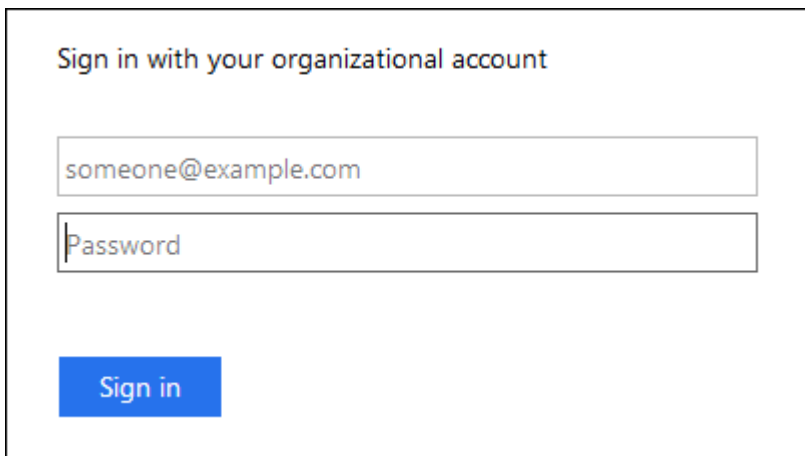 Sign in with your organizational account
someone@example.com
Password
Sign in